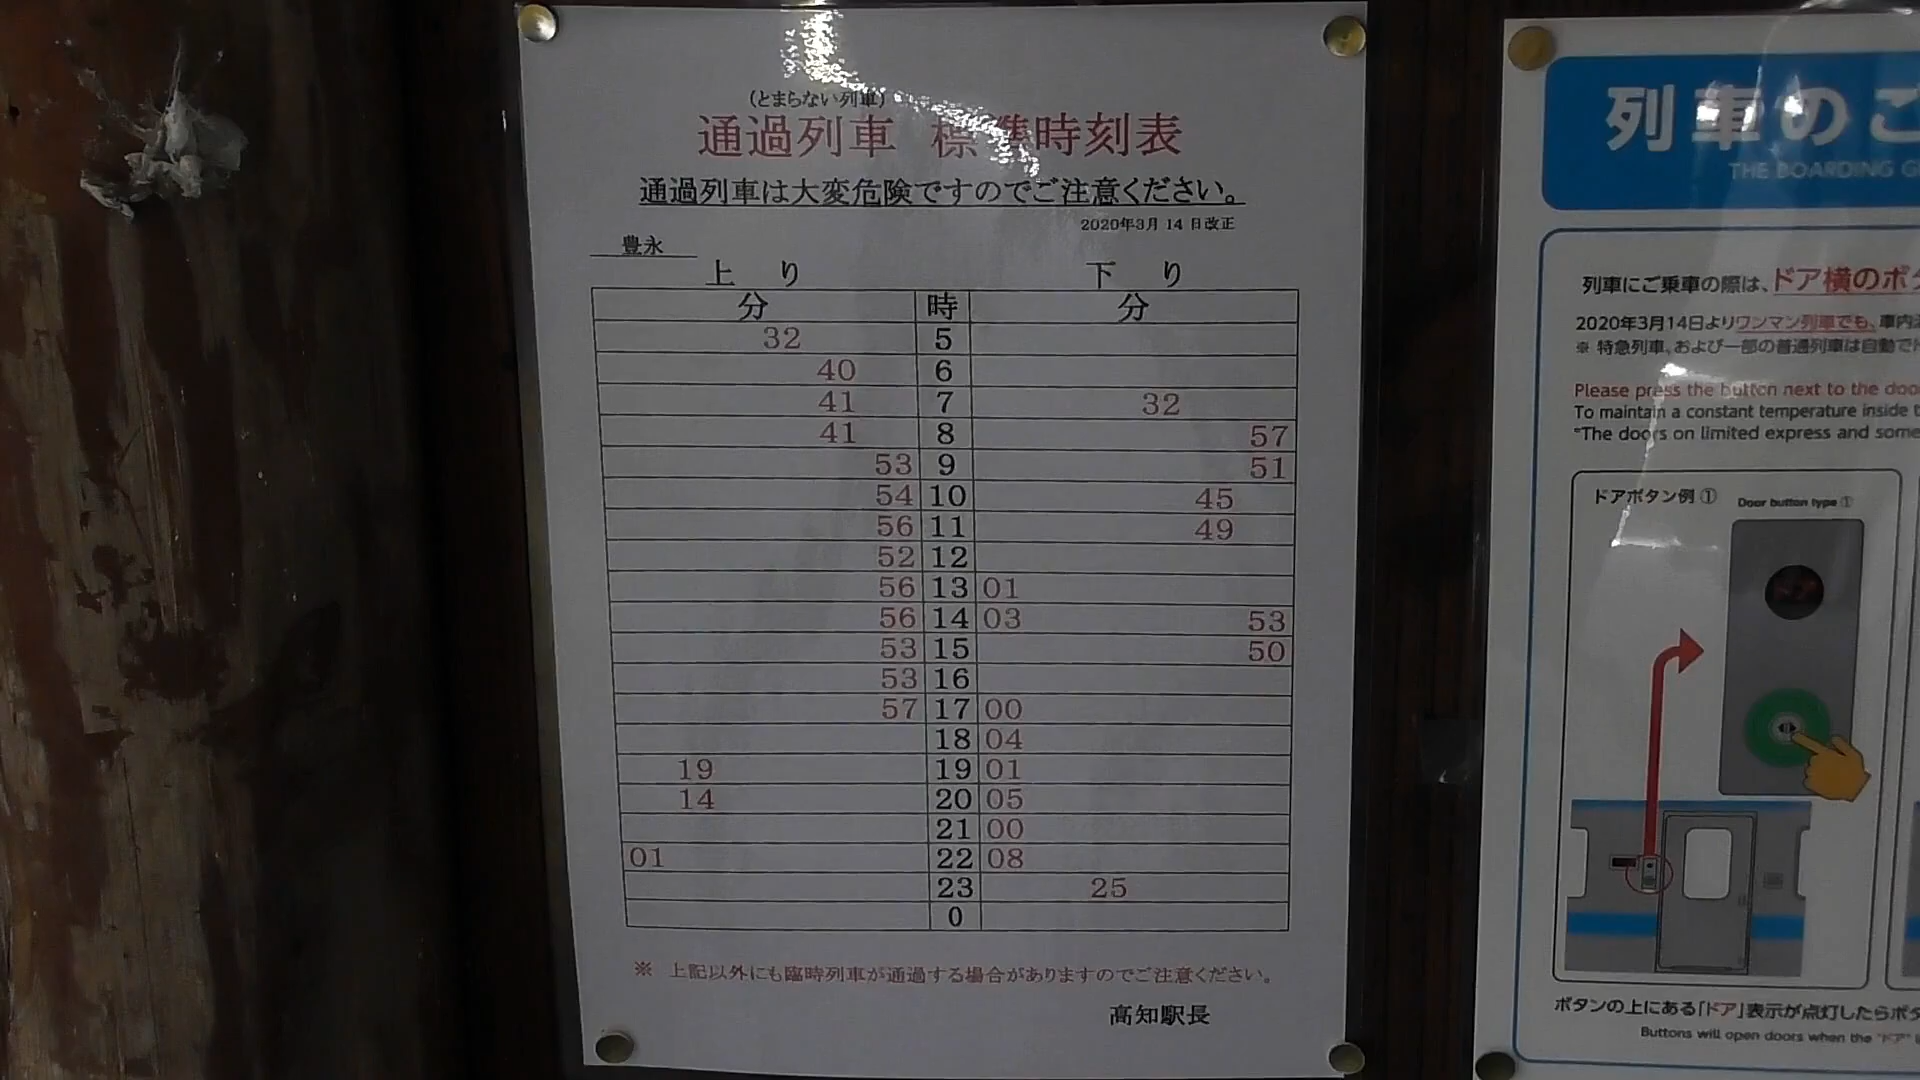 (とまらない列車)
通過列車 標準時刻表
通過列車は大変危険ですのでご注意ください。
2020年3月14日改正
豊永
上り 下り
分 時 分
32 5
40 6
41 7 32
41 8 57
53 9 51
54 10 45
56 11 49
52 12
56 13 01
56 14 03 53
53 15 50
53 16
57 17 00
18 04
19 19 01
14 20 05
21 00
01 22 08
23 25
0
※ 上記以外にも臨時列車が通過する場合がありますのでご注意ください。
高知駅長
列車のご
THE BOARDING G
列車にご乗車の際は、ドア横のボタ
2020年3月14日よりワンマン列車でも、車内
※ 特急列車、および一部の普通列車は自動で
Please press the button next to the doo
To maintain a constant temperature inside t
*The doors on limited express and some
ドアボタン例 ① Door button type ①
ボタンの上にある「ドア」表示が点灯したらボタ
Buttons will open doors when the "ドア"